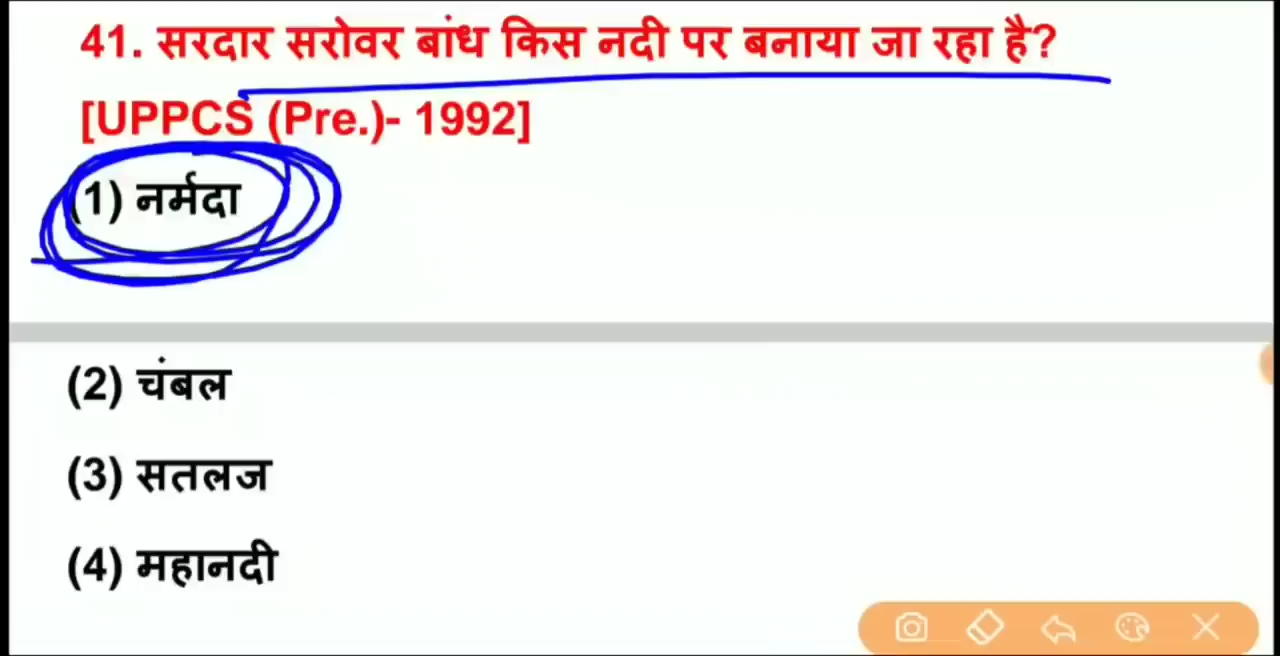 41. सरदार सरोवर बांध किस नदी पर बनाया जा रहा है?
[UPPCS (Pre.)- 1992]
(1) नर्मदा
(2) चंबल
(3) सतलज
(4) महानदी